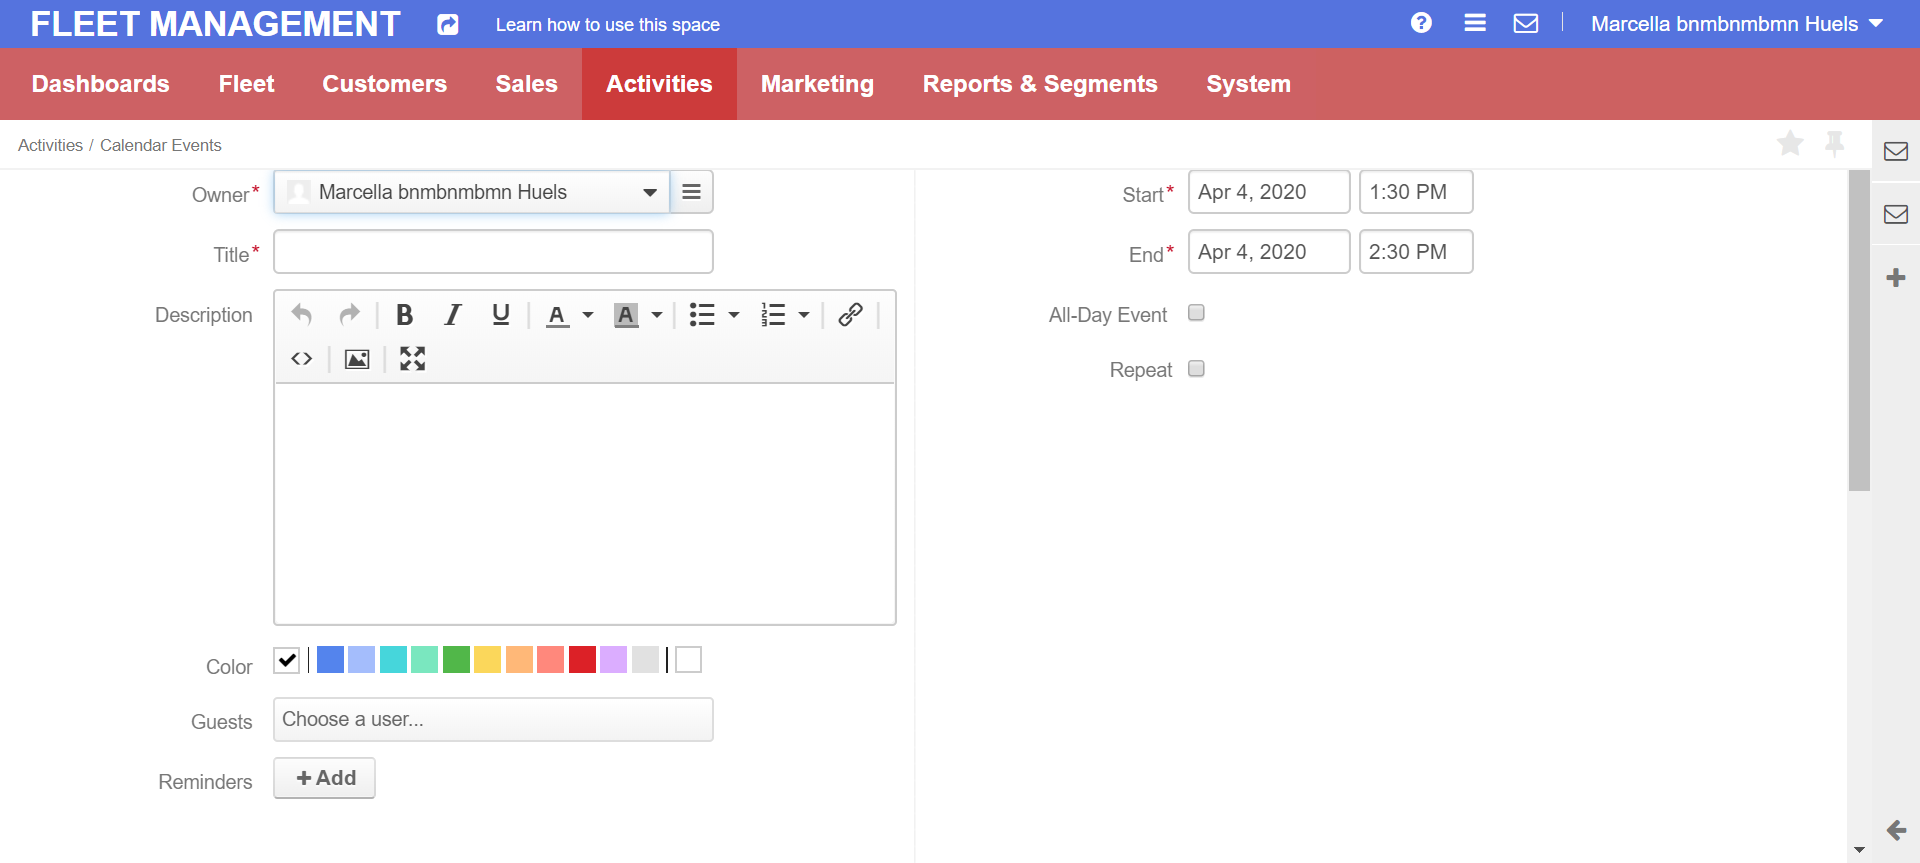 FLEET MANAGEMENT Learn how to use this space Marcella bnmbnmbmn Huels
Dashboards Fleet Customers Sales Activities Marketing Reports & Segments System
Activities / Calendar Events
Owner* Marcella bnmbnmbmn Huels
Start* Apr 4, 2020 1:30 PM
Title*
End* Apr 4, 2020 2:30 PM
Description B I U A A
All-Day Event
Repeat
Color
Guests Choose a user...
Reminders +Add